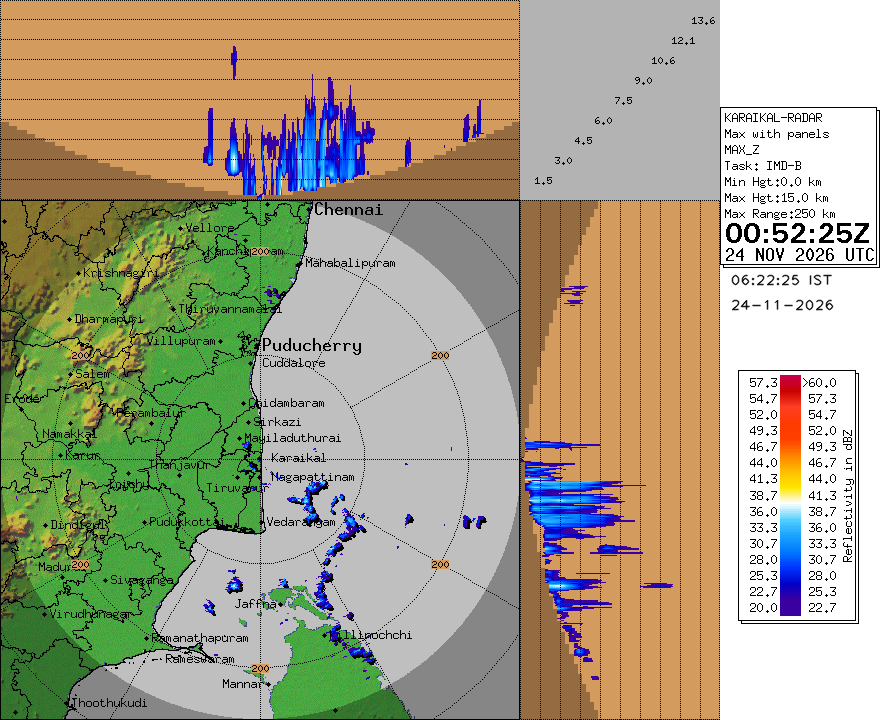 13.6
12.1
10.6
9.0
7.5
6.0
4.5
3.0
1.5
KARAIKAL-RADAR
Max with panels
MAX_Z
Task: IMD-B
Min Hgt:0.0 km
Max Hgt:15.0 km
Max Range:250 km
00:52:25Z
24 NOV 2026 UTC
06:22:25 IST
24-11-2026
Chennai
Vellore
200
Mahabalipuram
Krishnagiri
Thiruvannamalai
Dharmapuri
Villupuram
Puducherry
200
200
Cuddalore
Salem
Erode
Chidambaram
Perambalur
Sirkazi
Namakkal
Mayiladuthurai
Karur
Karaikal
Thanjavur
Nagapattinam
Tiruvarur
Pudukkottai
Vedarangam
Dindigul
200
200
Madurai
Sivaganga
Jaffna
Virudhunagar
Ramanathapuram
Killinochchi
Rameswaram
200
Mannar
Thoothukudi
57.3 >60.0
54.7 57.3
52.0 54.7
49.3 52.0
46.7 49.3
44.0 46.7
41.3 44.0
38.7 41.3
36.0 38.7
33.3 36.0
30.7 33.3
28.0 30.7
25.3 28.0
22.7 25.3
20.0 22.7
Reflectivity in dBZ